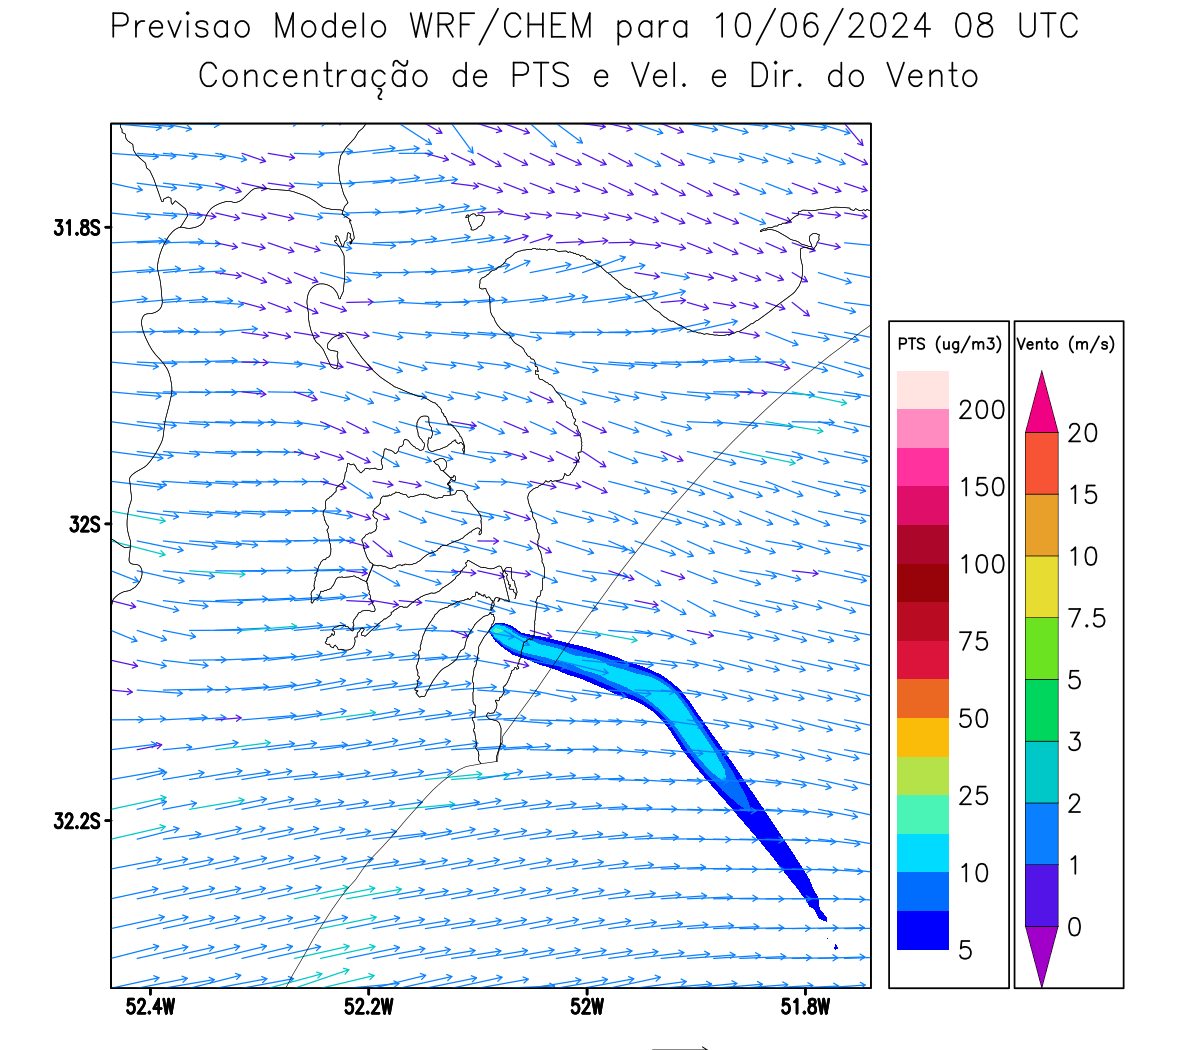 Previsao Modelo WRF/CHEM para 10/06/2024 08 UTC
Concentração de PTS e Vel. e Dir. do Vento
31.8S
32S
32.2S
52.4W 52.2W 52W 51.8W
PTS (ug/m3)
200
150
100
75
50
25
10
5
Vento (m/s)
20
15
10
7.5
5
3
2
1
0